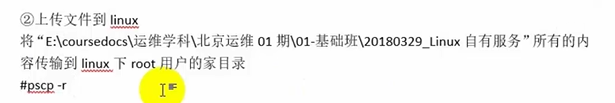 ②上传文件到 linux
将“E:\coursedocs\运维学科\北京运维 01 期\01-基础班\20180329_Linux 自有服务”所有的内
容传输到 linux 下 root 用户的家目录
#pscp -r